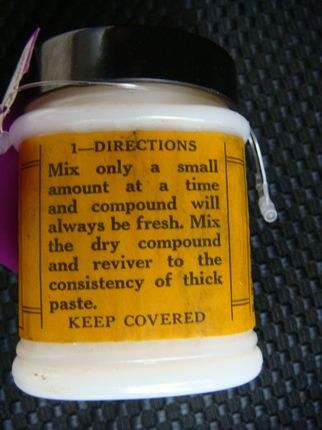 1—DIRECTIONS
Mix only a small
amount at a time
and compound will
always be fresh. Mix
the dry compound
and reviver to the
consistency of thick
paste.
KEEP COVERED